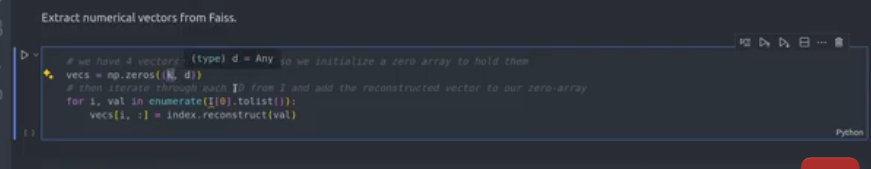 Extract numerical vectors from Faiss.
# we have 4 vectors so we initialize a zero array to hold them
(type) d = Any
vecs = np.zeros((k, d))
# then iterate through each ID from I and add the reconstructed vector to our zero-array
for i, val in enumerate(I[0].tolist()):
vecs[i, :] = index.reconstruct(val)
[ ]
Python